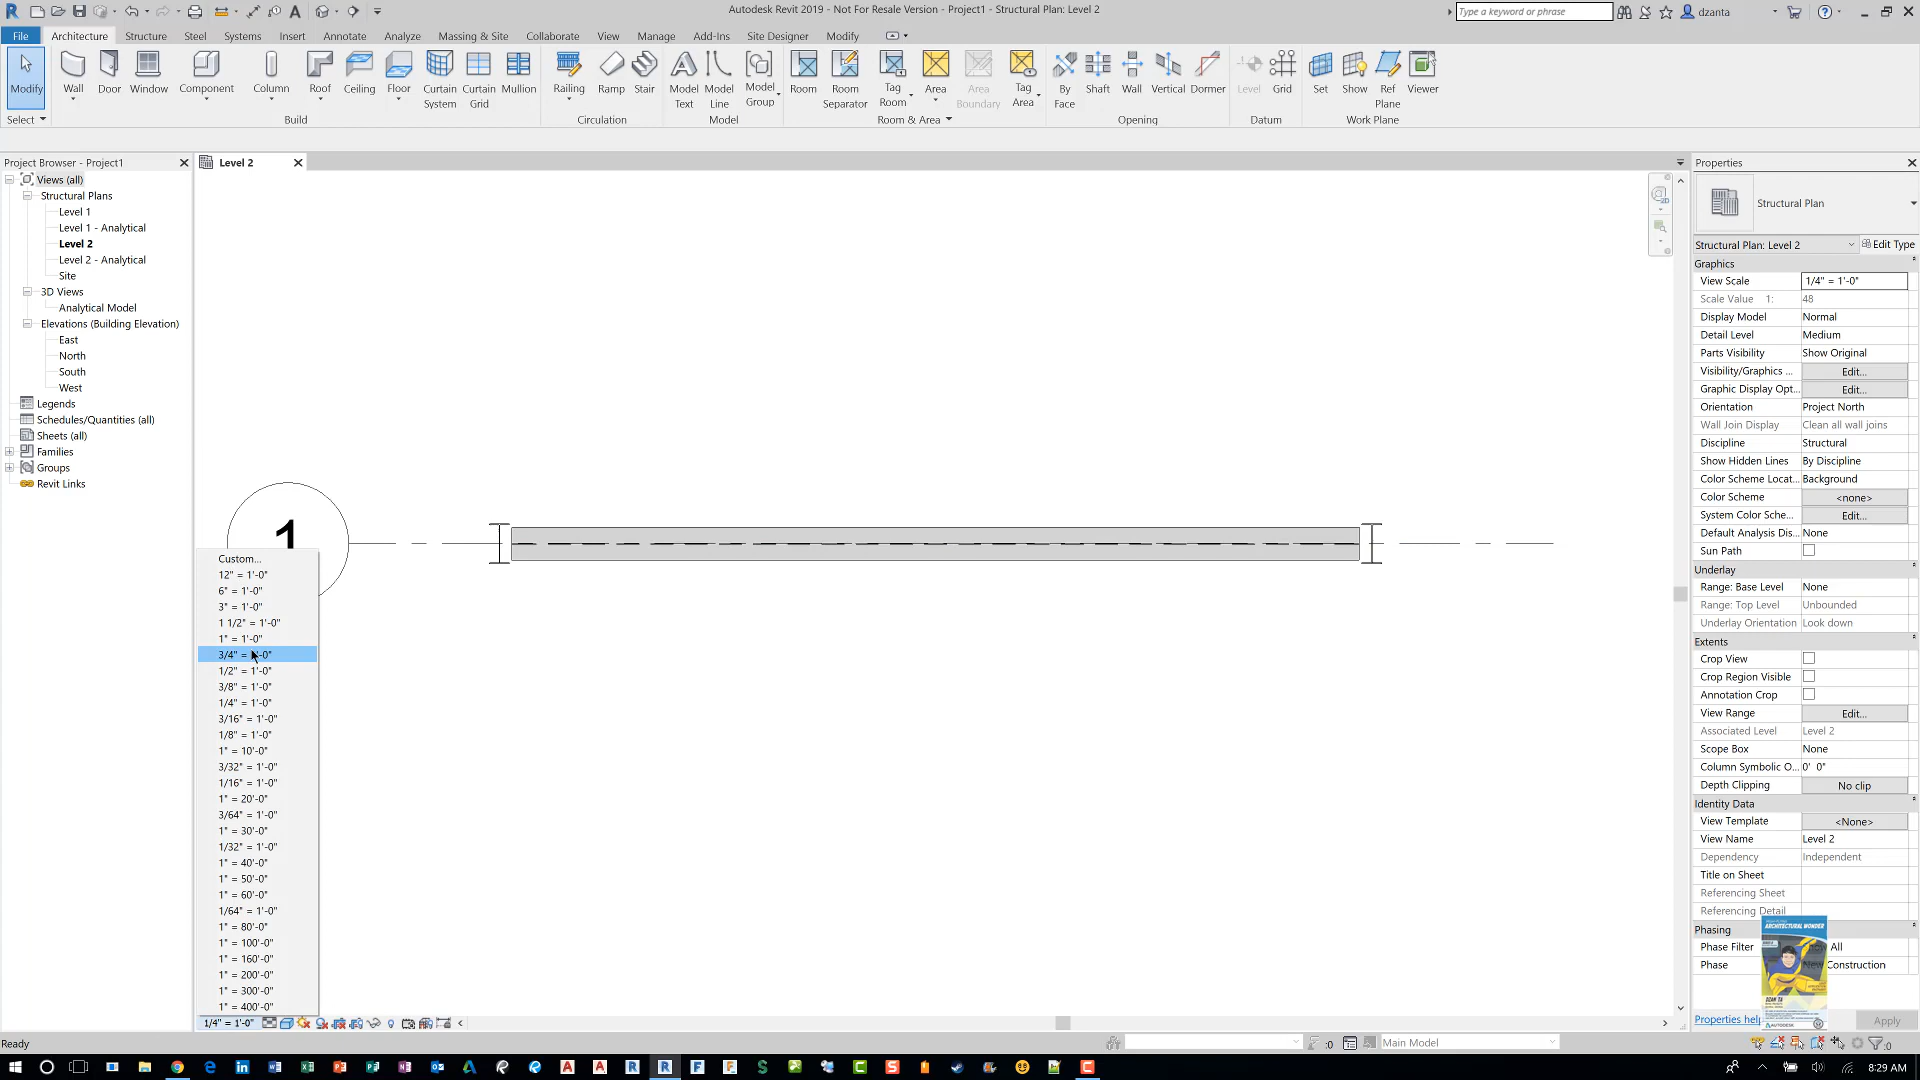 Autodesk Revit 2019 - Not For Resale Version - Project1 - Structural Plan: Level 2
Type a keyword or phrase
dzanta
File Architecture Structure Steel Systems Insert Annotate Analyze Massing & Site Collaborate View Manage Add-Ins Site Designer Modify
Modify Wall Door Window Component Column Roof Ceiling Floor Curtain System Curtain Grid Mullion Railing Ramp Stair Model Text Model Line Model Group Room Room Separator Tag Room Area Area Boundary Tag Area By Face Shaft Wall Vertical Dormer Level Grid Set Show Ref Plane Viewer
Select Build Circulation Model Room & Area Opening Datum Work Plane
Project Browser - Project1
Views (all)
Structural Plans
Level 1
Level 1 - Analytical
Level 2
Level 2 - Analytical
Site
3D Views
Analytical Model
Elevations (Building Elevation)
East
North
South
West
Legends
Schedules/Quantities (all)
Sheets (all)
Families
Groups
Revit Links
Level 2
1
Custom...
12" = 1'-0"
6" = 1'-0"
3" = 1'-0"
1 1/2" = 1'-0"
1" = 1'-0"
3/4" = -0"
1/2" = 1'-0"
3/8" = 1'-0"
1/4" = 1'-0"
3/16" = 1'-0"
1/8" = 1'-0"
1" = 10'-0"
3/32" = 1'-0"
1/16" = 1'-0"
1" = 20'-0"
3/64" = 1'-0"
1" = 30'-0"
1/32" = 1'-0"
1" = 40'-0"
1" = 50'-0"
1" = 60'-0"
1/64" = 1'-0"
1" = 80'-0"
1" = 100'-0"
1" = 160'-0"
1" = 200'-0"
1" = 300'-0"
1" = 400'-0"
1/4" = 1'-0"
Properties
Structural Plan
Structural Plan: Level 2 Edit Type
Graphics
View Scale 1/4" = 1'-0"
Scale Value 1: 48
Display Model Normal
Detail Level Medium
Parts Visibility Show Original
Visibility/Graphics ... Edit...
Graphic Display Opt... Edit...
Orientation Project North
Wall Join Display Clean all wall joins
Discipline Structural
Show Hidden Lines By Discipline
Color Scheme Locat... Background
Color Scheme <none>
System Color Sche... Edit...
Default Analysis Dis... None
Sun Path
Underlay
Range: Base Level None
Range: Top Level Unbounded
Underlay Orientation Look down
Extents
Crop View
Crop Region Visible
Annotation Crop
View Range Edit...
Associated Level Level 2
Scope Box None
Column Symbolic O... 0' 0"
Depth Clipping No clip
Identity Data
View Template <None>
View Name Level 2
Dependency Independent
Title on Sheet
Referencing Sheet
Referencing Detail
Phasing
Phase Filter All
Phase New Construction
ARCHITECTURAL WONDER
AUTODESK
Properties help Apply
Ready
:0 Main Model :0
8:29 AM